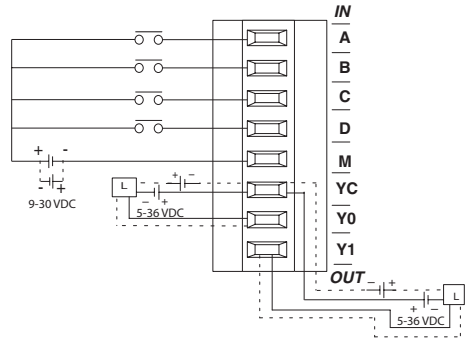 IN
A
B
C
D
M
+ -
- +
9-30 VDC
YC
L
+ −
− +
5-36 VDC
Y0
Y1
OUT
− +
L
+ −
5-36 VDC